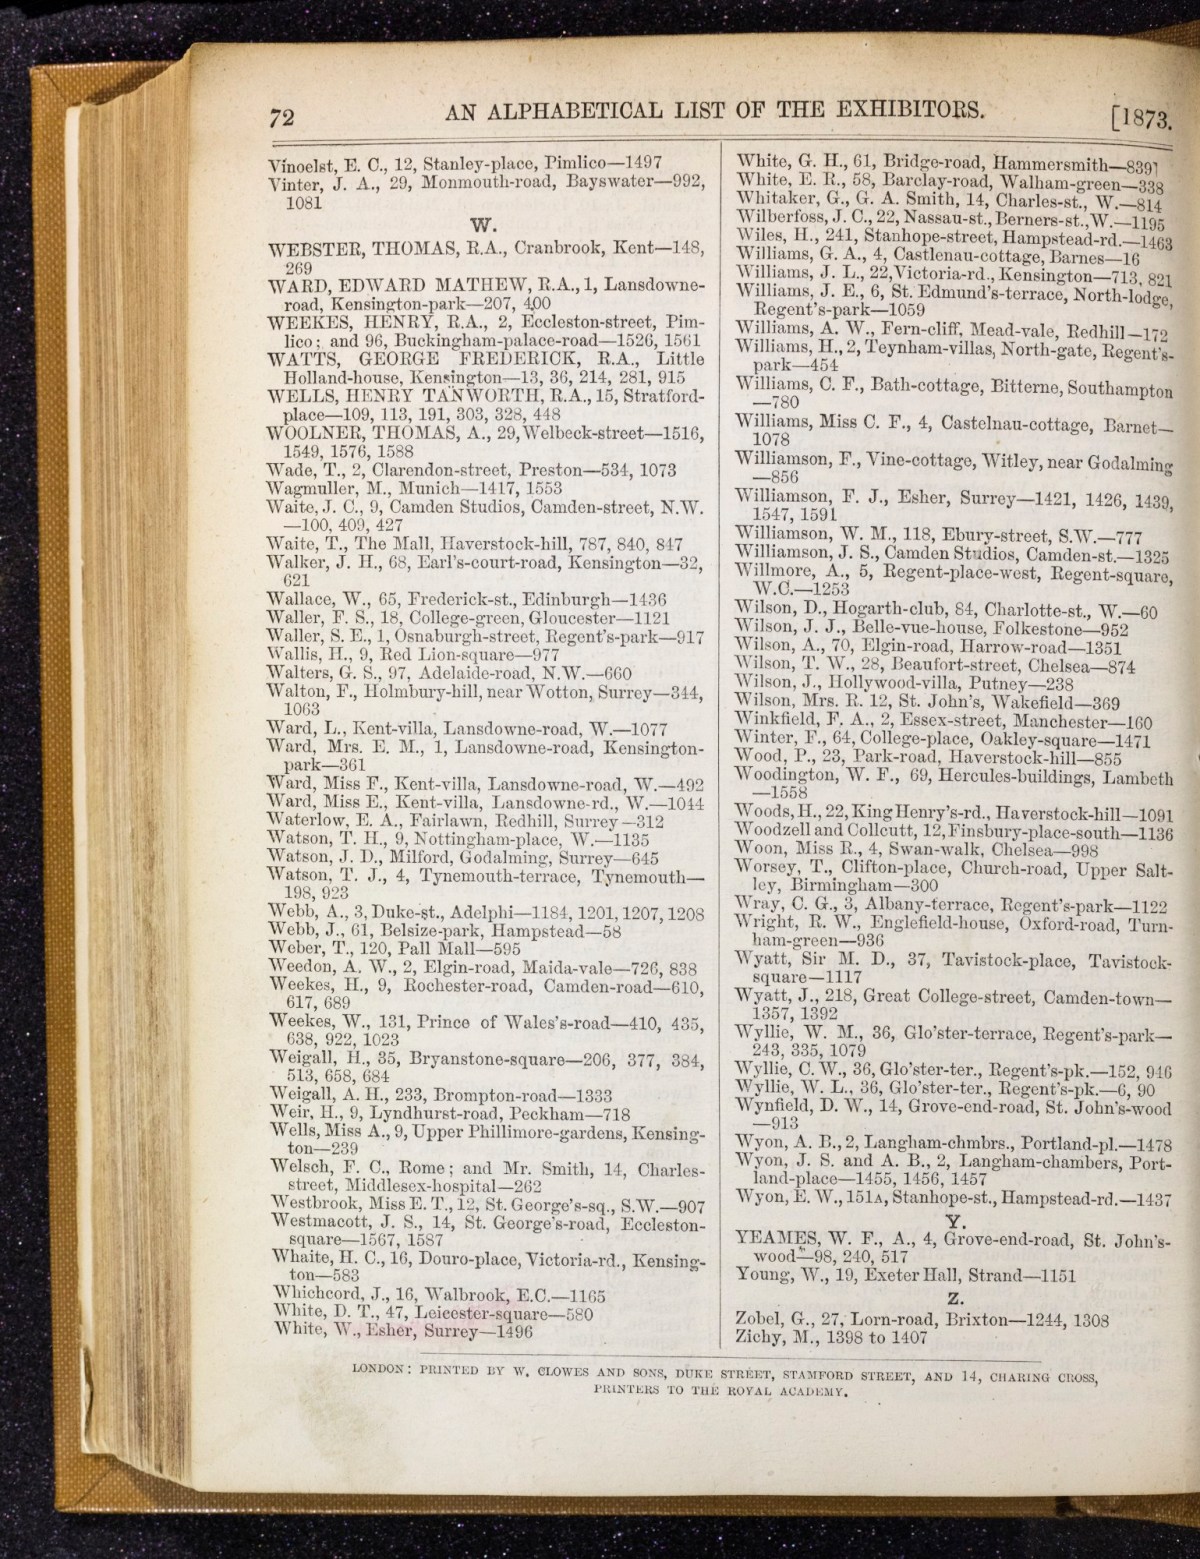 72
AN ALPHABETICAL LIST OF THE EXHIBITORS.
[1873.
Vinoelst, E. C., 12, Stanley-place, Pimlico—1497
Vinter, J. A., 29, Monmouth-road, Bayswater—992,
1081
W.
WEBSTER, THOMAS, R.A., Cranbrook, Kent—148,
269
WARD, EDWARD MATHEW, R.A., 1, Lansdowne-
road, Kensington-park—207, 400
WEEKES, HENRY, R.A., 2, Eccleston-street, Pim-
lico; and 96, Buckingham-palace-road—1526, 1561
WATTS, GEORGE FREDERICK, R.A., Little
Holland-house, Kensington—13, 36, 214, 281, 915
WELLS, HENRY TANWORTH, R.A., 15, Stratford-
place—109, 113, 191, 303, 328, 448
WOOLNER, THOMAS, A., 29, Welbeck-street—1516,
1549, 1576, 1588
Wade, T., 2, Clarendon-street, Preston—534, 1073
Wagmuller, M., Munich—1417, 1553
Waite, J. C., 9, Camden Studios, Camden-street, N.W.
—100, 409, 427
Waite, T., The Mall, Haverstock-hill, 787, 840, 847
Walker, J. H., 68, Earl's-court-road, Kensington—32,
621
Wallace, W., 65, Frederick-st., Edinburgh—1436
Waller, F. S., 18, College-green, Gloucester—1121
Waller, S. E., 1, Osnaburgh-street, Regent's-park—917
Wallis, H., 9, Red Lion-square—977
Walters, G. S., 97, Adelaide-road, N.W.—660
Walton, F., Holmbury-hill, near Wotton, Surrey—344,
1063
Ward, L., Kent-villa, Lansdowne-road, W.—1077
Ward, Mrs. E. M., 1, Lansdowne-road, Kensington-
park—361
Ward, Miss F., Kent-villa, Lansdowne-road, W.—492
Ward, Miss E., Kent-villa, Lansdowne-rd., W.—1044
Waterlow, E. A., Fairlawn, Redhill, Surrey—312
Watson, T. H., 9, Nottingham-place, W.—1135
Watson, J. D., Milford, Godalming, Surrey—645
Watson, T. J., 4, Tynemouth-terrace, Tynemouth—
198, 923
Webb, A., 3, Duke-st., Adelphi—1184, 1201, 1207, 1208
Webb, J., 61, Belsize-park, Hampstead—58
Weber, T., 120, Pall Mall—595
Weedon, A. W., 2, Elgin-road, Maida-vale—726, 838
Weekes, H., 9, Rochester-road, Camden-road—610,
617, 689
Weekes, W., 131, Prince of Wales's-road—410, 435,
638, 922, 1023
Weigall, H., 35, Bryanstone-square—206, 377, 384,
513, 658, 684
Weigall, A. H., 233, Brompton-road—1333
Weir, H., 9, Lyndhurst-road, Peckham—718
Wells, Miss A., 9, Upper Phillimore-gardens, Kensing-
ton—239
Welsch, F. C., Rome; and Mr. Smith, 14, Charles-
street, Middlesex-hospital—262
Westbrook, Miss E. T., 12, St. George's-sq., S.W.—907
Westmacott, J. S., 14, St. George's-road, Eccleston-
square—1567, 1587
Whaite, H. C., 16, Douro-place, Victoria-rd., Kensing-
ton—583
Whichcord, J., 16, Walbrook, E.C.—1165
White, D. T., 47, Leicester-square—580
White, W., Esher, Surrey—1496
White, G. H., 61, Bridge-road, Hammersmith—839
White, E. R., 58, Barclay-road, Walham-green—338
Whitaker, G., G. A. Smith, 14, Charles-st., W.—814
Wilberfoss, J. C., 22, Nassau-st., Berners-st., W.—1195
Wiles, H., 241, Stanhope-street, Hampstead-rd.—1463
Williams, G. A., 4, Castlenau-cottage, Barnes—16
Williams, J. L., 22, Victoria-rd., Kensington—713, 821
Williams, J. E., 6, St. Edmund's-terrace, North-lodge,
Regent's-park—1059
Williams, A. W., Fern-cliff, Mead-vale, Redhill—172
Williams, H., 2, Teynham-villas, North-gate, Regent's-
park—454
Williams, C. F., Bath-cottage, Bitterne, Southampton
—780
Williams, Miss C. F., 4, Castelnau-cottage, Barnet—
1078
Williamson, F., Vine-cottage, Witley, near Godalming
—856
Williamson, F. J., Esher, Surrey—1421, 1426, 1439,
1547, 1591
Williamson, W. M., 118, Ebury-street, S.W.—777
Williamson, J. S., Camden Studios, Camden-st.—1325
Willmore, A., 5, Regent-place-west, Regent-square,
W.C.—1253
Wilson, D., Hogarth-club, 84, Charlotte-st., W.—60
Wilson, J. J., Belle-vue-house, Folkestone—952
Wilson, A., 70, Elgin-road, Harrow-road—1351
Wilson, T. W., 28, Beaufort-street, Chelsea—874
Wilson, J., Hollywood-villa, Putney—238
Wilson, Mrs. R. 12, St. John's, Wakefield—369
Winkfield, F. A., 2, Essex-street, Manchester—160
Winter, F., 64, College-place, Oakley-square—1471
Wood, P., 23, Park-road, Haverstock-hill—855
Woodington, W. F., 69, Hercules-buildings, Lambeth
—1558
Woods, H., 22, King Henry's-rd., Haverstock-hill—1091
Woodzell and Collcutt, 12, Finsbury-place-south—1136
Woon, Miss R., 4, Swan-walk, Chelsea—998
Worsey, T., Clifton-place, Church-road, Upper Salt-
ley, Birmingham—300
Wray, C. G., 3, Albany-terrace, Regent's-park—1122
Wright, R. W., Englefield-house, Oxford-road, Turn-
ham-green—936
Wyatt, Sir M. D., 37, Tavistock-place, Tavistock-
square—1117
Wyatt, J., 218, Great College-street, Camden-town—
1357, 1392
Wyllie, W. M., 36, Glo'ster-terrace, Regent's-park—
243, 335, 1079
Wyllie, C. W., 36, Glo'ster-ter., Regent's-pk.—152, 946
Wyllie, W. L., 36, Glo'ster-ter., Regent's-pk.—6, 90
Wynfield, D. W., 14, Grove-end-road, St. John's-wood
—913
Wyon, A. B., 2, Langham-chmbrs., Portland-pl.—1478
Wyon, J. S. and A. B., 2, Langham-chambers, Port-
land-place—1455, 1456, 1457
Wyon, E. W., 151A, Stanhope-st., Hampstead-rd.—1437
Y.
YEAMES, W. F., A., 4, Grove-end-road, St. John's-
wood—98, 240, 517
Young, W., 19, Exeter Hall, Strand—1151
Z.
Zobel, G., 27, Lorn-road, Brixton—1244, 1308
Zichy, M., 1398 to 1407
LONDON: PRINTED BY W. CLOWES AND SONS, DUKE STREET, STAMFORD STREET, AND 14, CHARING CROSS,
PRINTERS TO THE ROYAL ACADEMY.